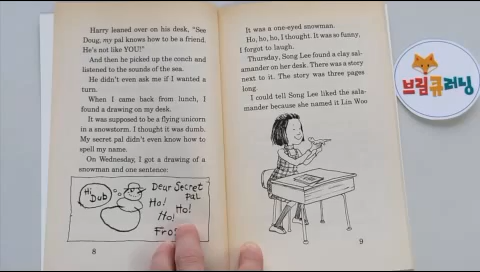 Harry leaned over on his desk, "See
Doug, my pal knows how to be a friend.
He's not like YOU!"
And then he picked up the conch and
listened to the sounds of the sea.
He didn't even ask me if I wanted a
turn.
When I came back from lunch, I
found a drawing on my desk.
It was supposed to be a flying unicorn
in a snowstorm. I thought it was dumb.
My secret pal didn't even know how to
spell my name.
On Wednesday, I got a drawing of a
snowman and one sentence:
Hi
Dub
Dear Secret
Pal
Ho!
Ho!
Ho!
8
It was a one-eyed snowman.
Ho, ho, ho, I thought. It was so funny,
I forgot to laugh.
Thursday, Song Lee found a clay sal-
amander on her desk. There was a story
next to it. The story was three pages
long.
I could tell Song Lee liked the sala-
mander because she named it Lin Woo
9
브림큐러닝